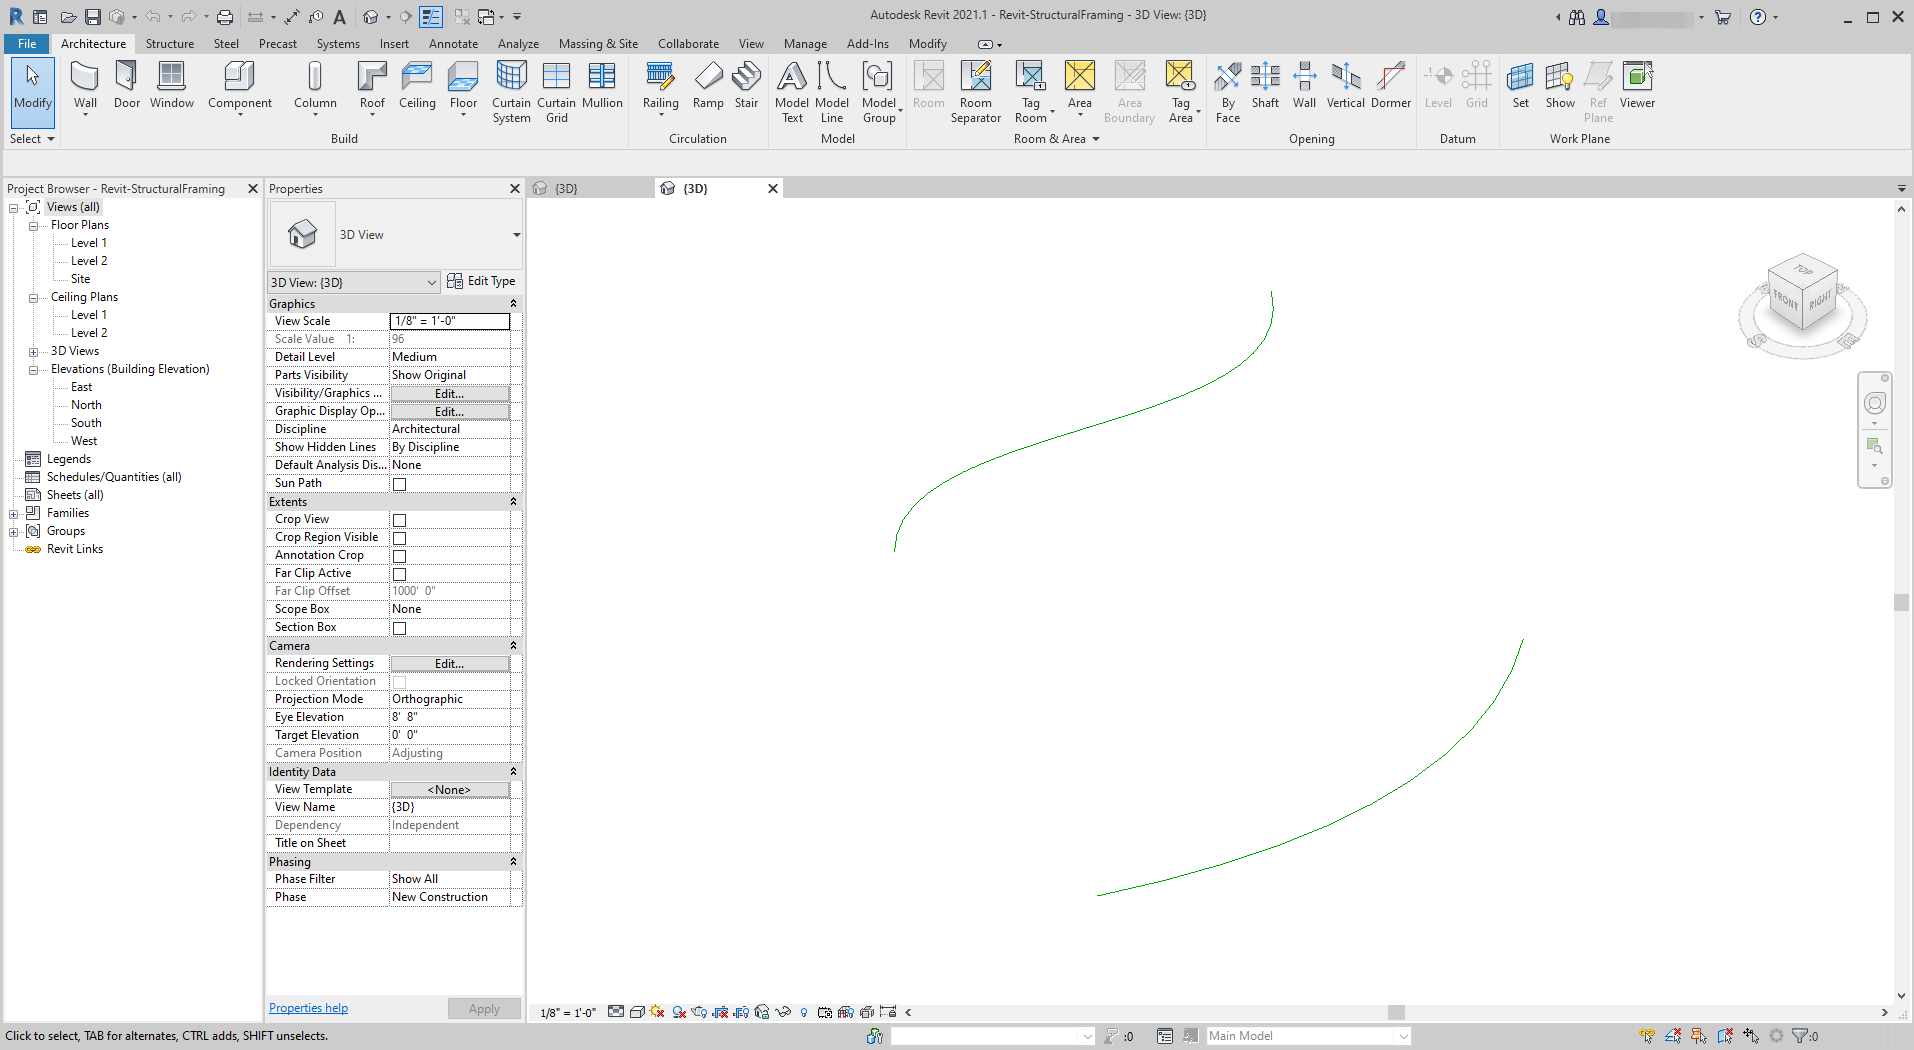 Autodesk Revit 2021.1 - Revit-StructuralFraming - 3D View: {3D}
File Architecture Structure Steel Precast Systems Insert Annotate Analyze Massing & Site Collaborate View Manage Add-Ins Modify
Modify Wall Door Window Component Column Roof Ceiling Floor Curtain System Curtain Grid Mullion Railing Ramp Stair Model Text Model Line Model Group Room Room Separator Tag Room Area Area Boundary Tag Area By Face Shaft Wall Vertical Dormer Level Grid Set Show Ref Plane Viewer
Select Build Circulation Model Room & Area Opening Datum Work Plane
Project Browser - Revit-StructuralFraming
Views (all)
Floor Plans
Level 1
Level 2
Site
Ceiling Plans
Level 1
Level 2
3D Views
Elevations (Building Elevation)
East
North
South
West
Legends
Schedules/Quantities (all)
Sheets (all)
Families
Groups
Revit Links
Properties
3D View
3D View: {3D} Edit Type
Graphics
View Scale 1/8" = 1'-0"
Scale Value 1: 96
Detail Level Medium
Parts Visibility Show Original
Visibility/Graphics ... Edit...
Graphic Display Op... Edit...
Discipline Architectural
Show Hidden Lines By Discipline
Default Analysis Dis... None
Sun Path
Extents
Crop View
Crop Region Visible
Annotation Crop
Far Clip Active
Far Clip Offset 1000' 0"
Scope Box None
Section Box
Camera
Rendering Settings Edit...
Locked Orientation
Projection Mode Orthographic
Eye Elevation 8' 8"
Target Elevation 0' 0"
Camera Position Adjusting
Identity Data
View Template <None>
View Name {3D}
Dependency Independent
Title on Sheet
Phasing
Phase Filter Show All
Phase New Construction
Properties help Apply
{3D} {3D}
TOP
FRONT RIGHT
S E
1/8" = 1'-0"
Click to select, TAB for alternates, CTRL adds, SHIFT unselects.
:0 Main Model :0